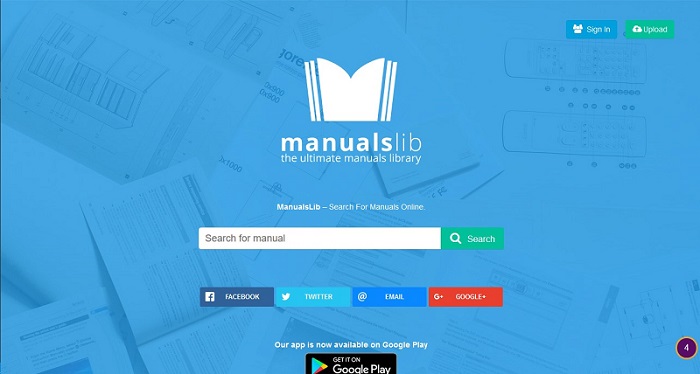 Sign In
Upload
manualslib
the ultimate manuals library
ManualsLib – Search For Manuals Online.
Search for manual
Search
FACEBOOK
TWITTER
@ EMAIL
G+ GOOGLE+
Our app is now available on Google Play
GET IT ON
Google Play
4